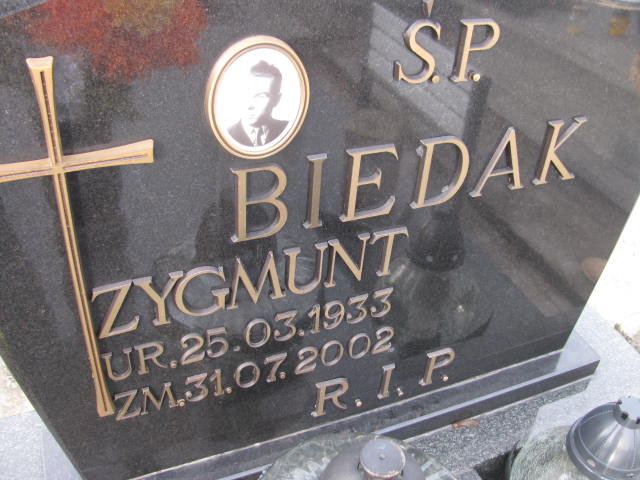 Ś.P.
BIEDAK
ZYGMUNT
UR.25.03.1933
ZM.31.07.2002
R.I.P.